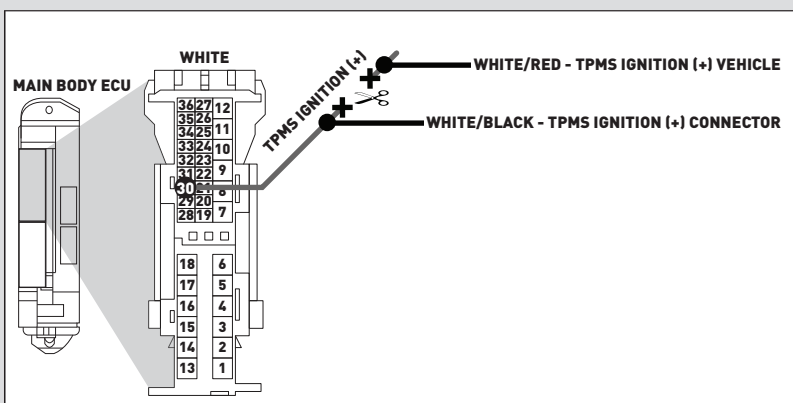 WHITE
MAIN BODY ECU
TPMS IGNITION (+)
WHITE/RED - TPMS IGNITION (+) VEHICLE
WHITE/BLACK - TPMS IGNITION (+) CONNECTOR
36 27 12
35 26
34 25 11
33 24 10
32 23
31 22 9
30 21 8
29 20
28 19 7
18 6
17 5
16 4
15 3
14 2
13 1